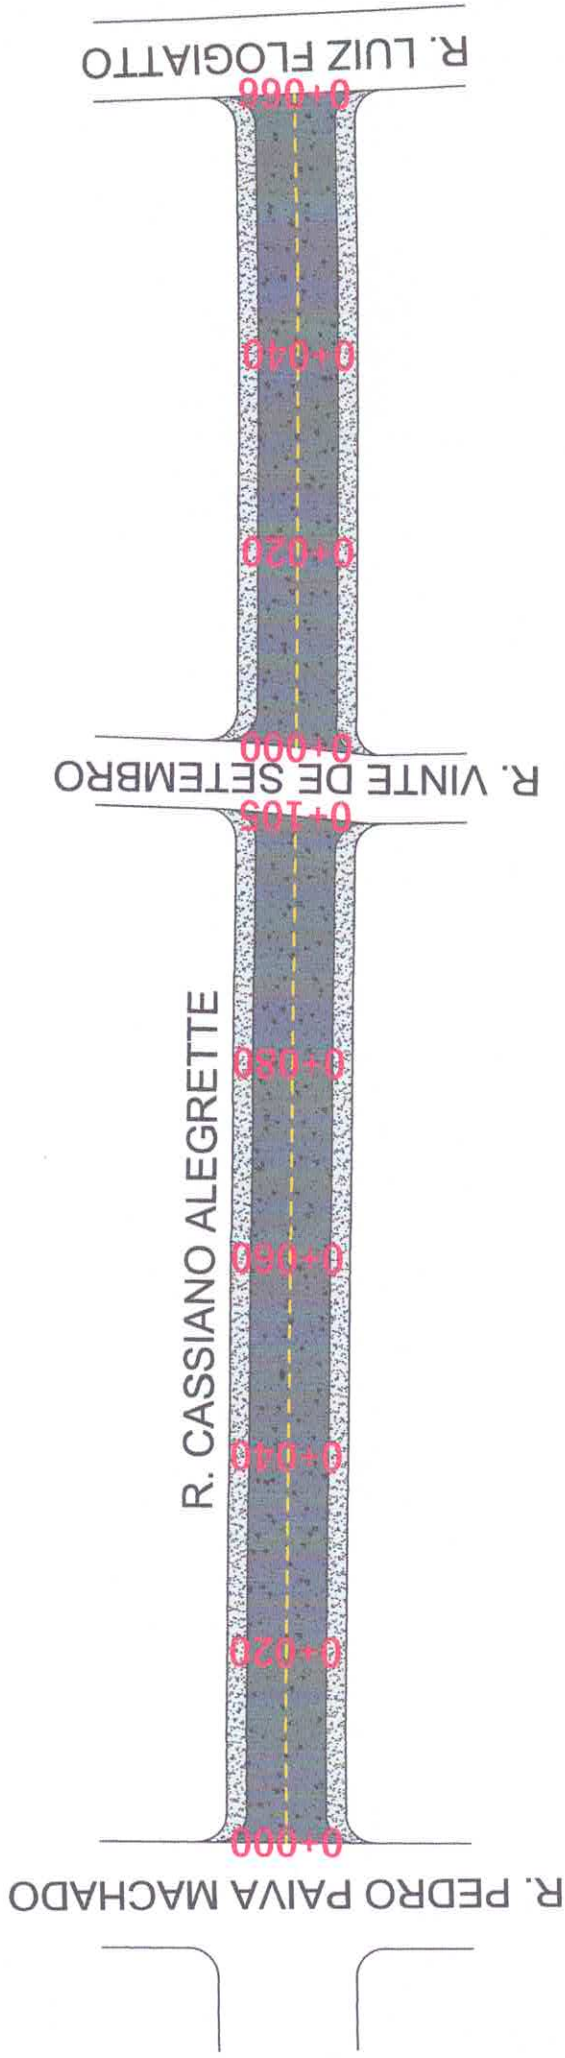 R. LUIZ FLOGIATTO
0+066
0+040
0+020
0+000
R. VINTE DE SETEMBRO
0+105
0+080
R. CASSIANO ALEGRETTE
0+060
0+040
0+020
0+000
R. PEDRO PAIVA MACHADO